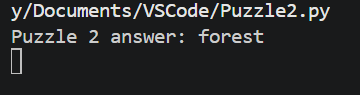 y/Documents/VSCode/Puzzle2.py
Puzzle 2 answer: forest